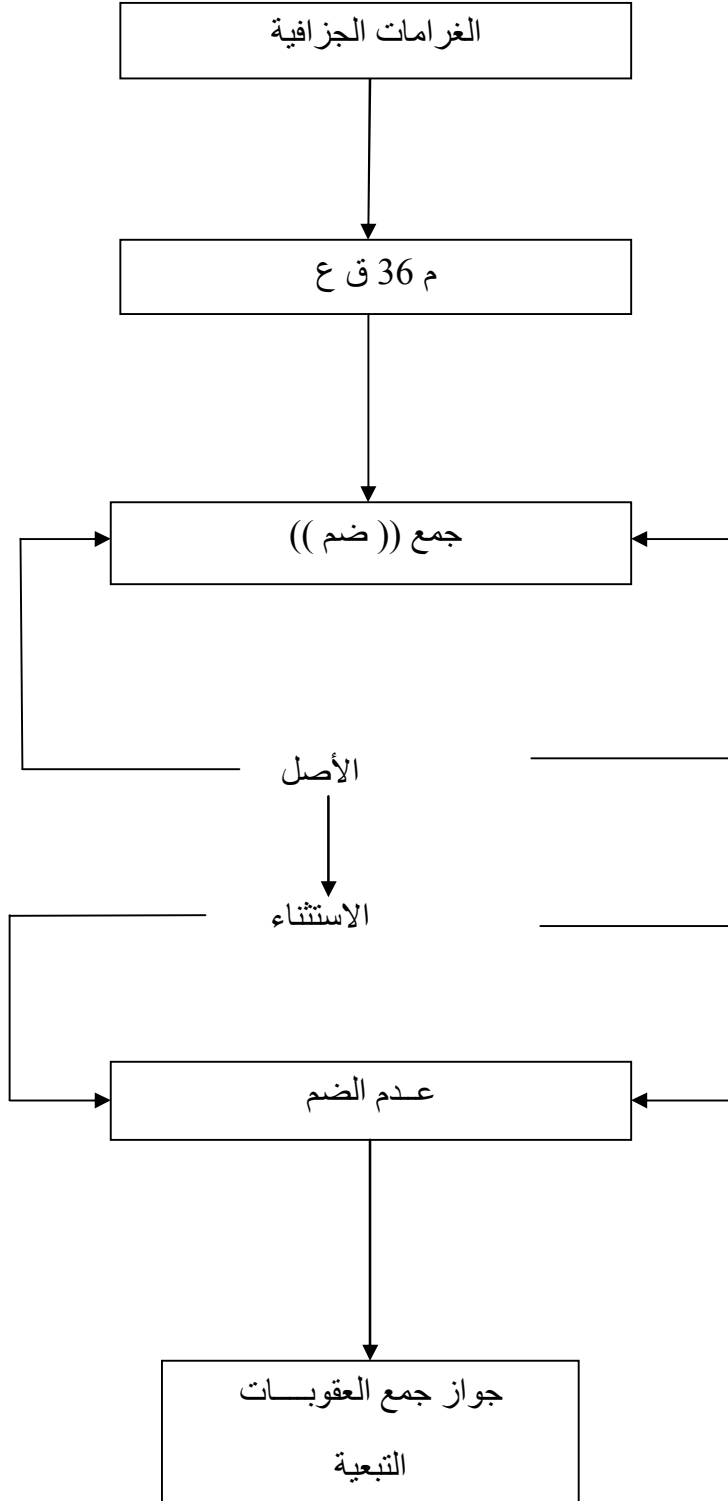 الغرامات الجزافية
م 36 ق ع
جمع (( ضم ))
الأصل
الاستثناء
عـدم الضم
جواز جمع العقوبـــات
التبعية